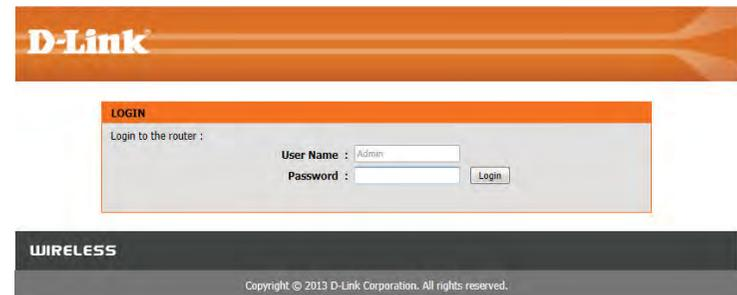 D-Link
LOGIN
Login to the router :
User Name : Admin
Password :
Login
WIRELESS
Copyright © 2013 D-Link Corporation. All rights reserved.